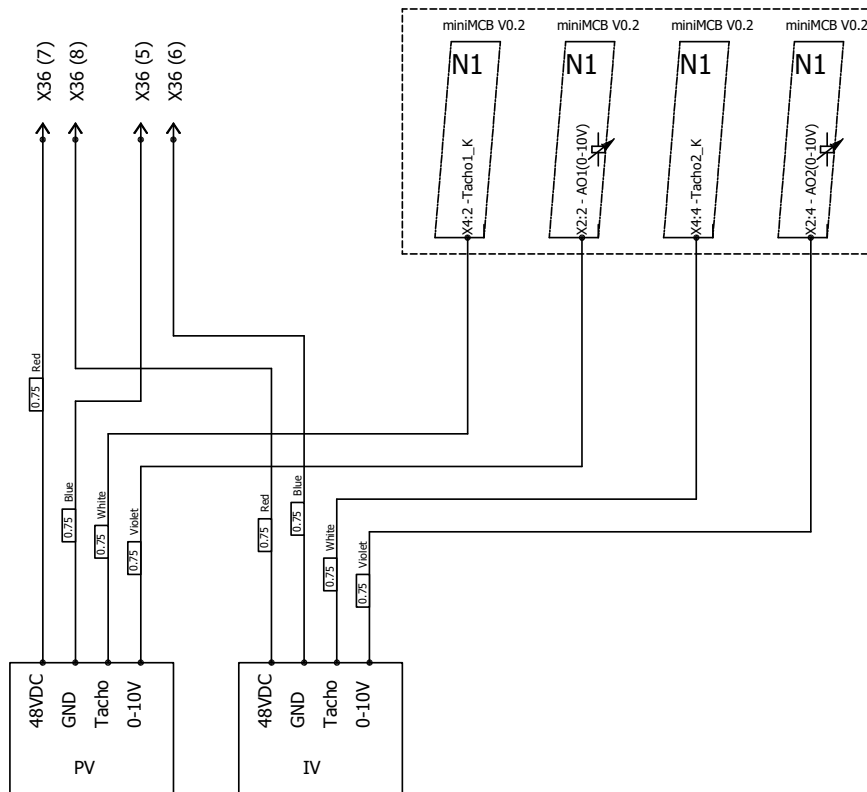 X36 (7)
X36 (8)
X36 (5)
X36 (6)
miniMCB V0.2
miniMCB V0.2
miniMCB V0.2
miniMCB V0.2
N1
N1
N1
N1
X4:2 -Tacho1_K
X2:2 - AO1(0-10V)
X4:4 -Tacho2_K
X2:4 - AO2(0-10V)
0.75 Red
0.75 Blue
0.75 White
0.75 Violet
0.75 Red
0.75 Blue
0.75 White
0.75 Violet
48VDC
GND
Tacho
0-10V
PV
48VDC
GND
Tacho
0-10V
IV